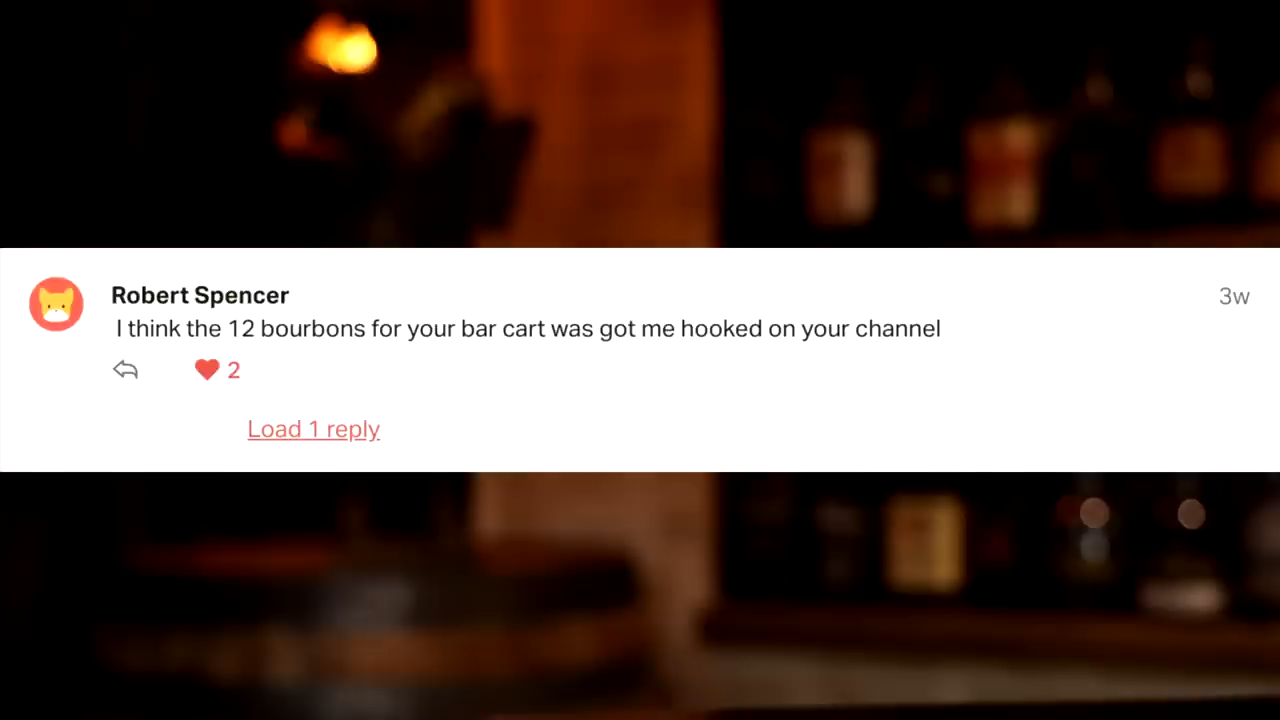 Robert Spencer
3w
I think the 12 bourbons for your bar cart was got me hooked on your channel
2
Load 1 reply